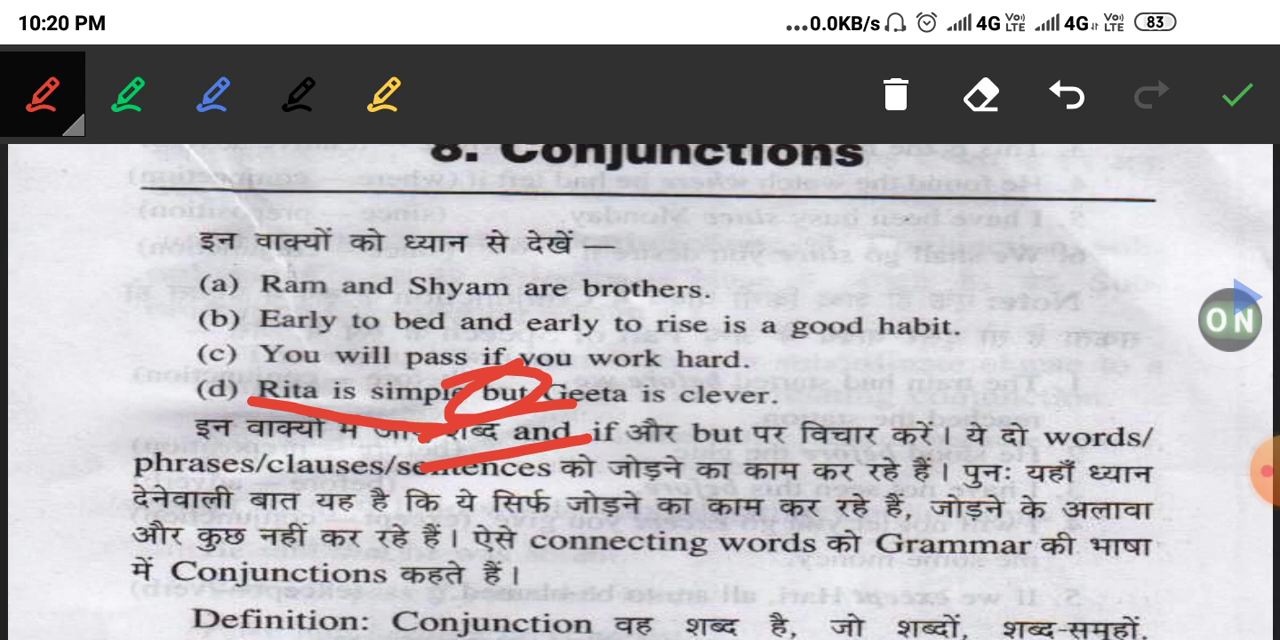 10:20 PM
...0.0KB/s 4G VoLTE 4G VoLTE 83
8. Conjunctions
इन वाक्यों को ध्यान से देखें —
(a) Ram and Shyam are brothers.
(b) Early to bed and early to rise is a good habit.
(c) You will pass if you work hard.
(d) Rita is simple but Geeta is clever.
इन वाक्यों में आए शब्द and if और but पर विचार करें। ये दो words/
phrases/clauses/sentences को जोड़ने का काम कर रहे हैं। पुनः यहाँ ध्यान
देनेवाली बात यह है कि ये सिर्फ जोड़ने का काम कर रहे हैं, जोड़ने के अलावा
और कुछ नहीं कर रहे हैं। ऐसे connecting words को Grammar की भाषा
में Conjunctions कहते हैं।
Definition: Conjunction वह शब्द है, जो शब्दों, शब्द-समूहों,
ON